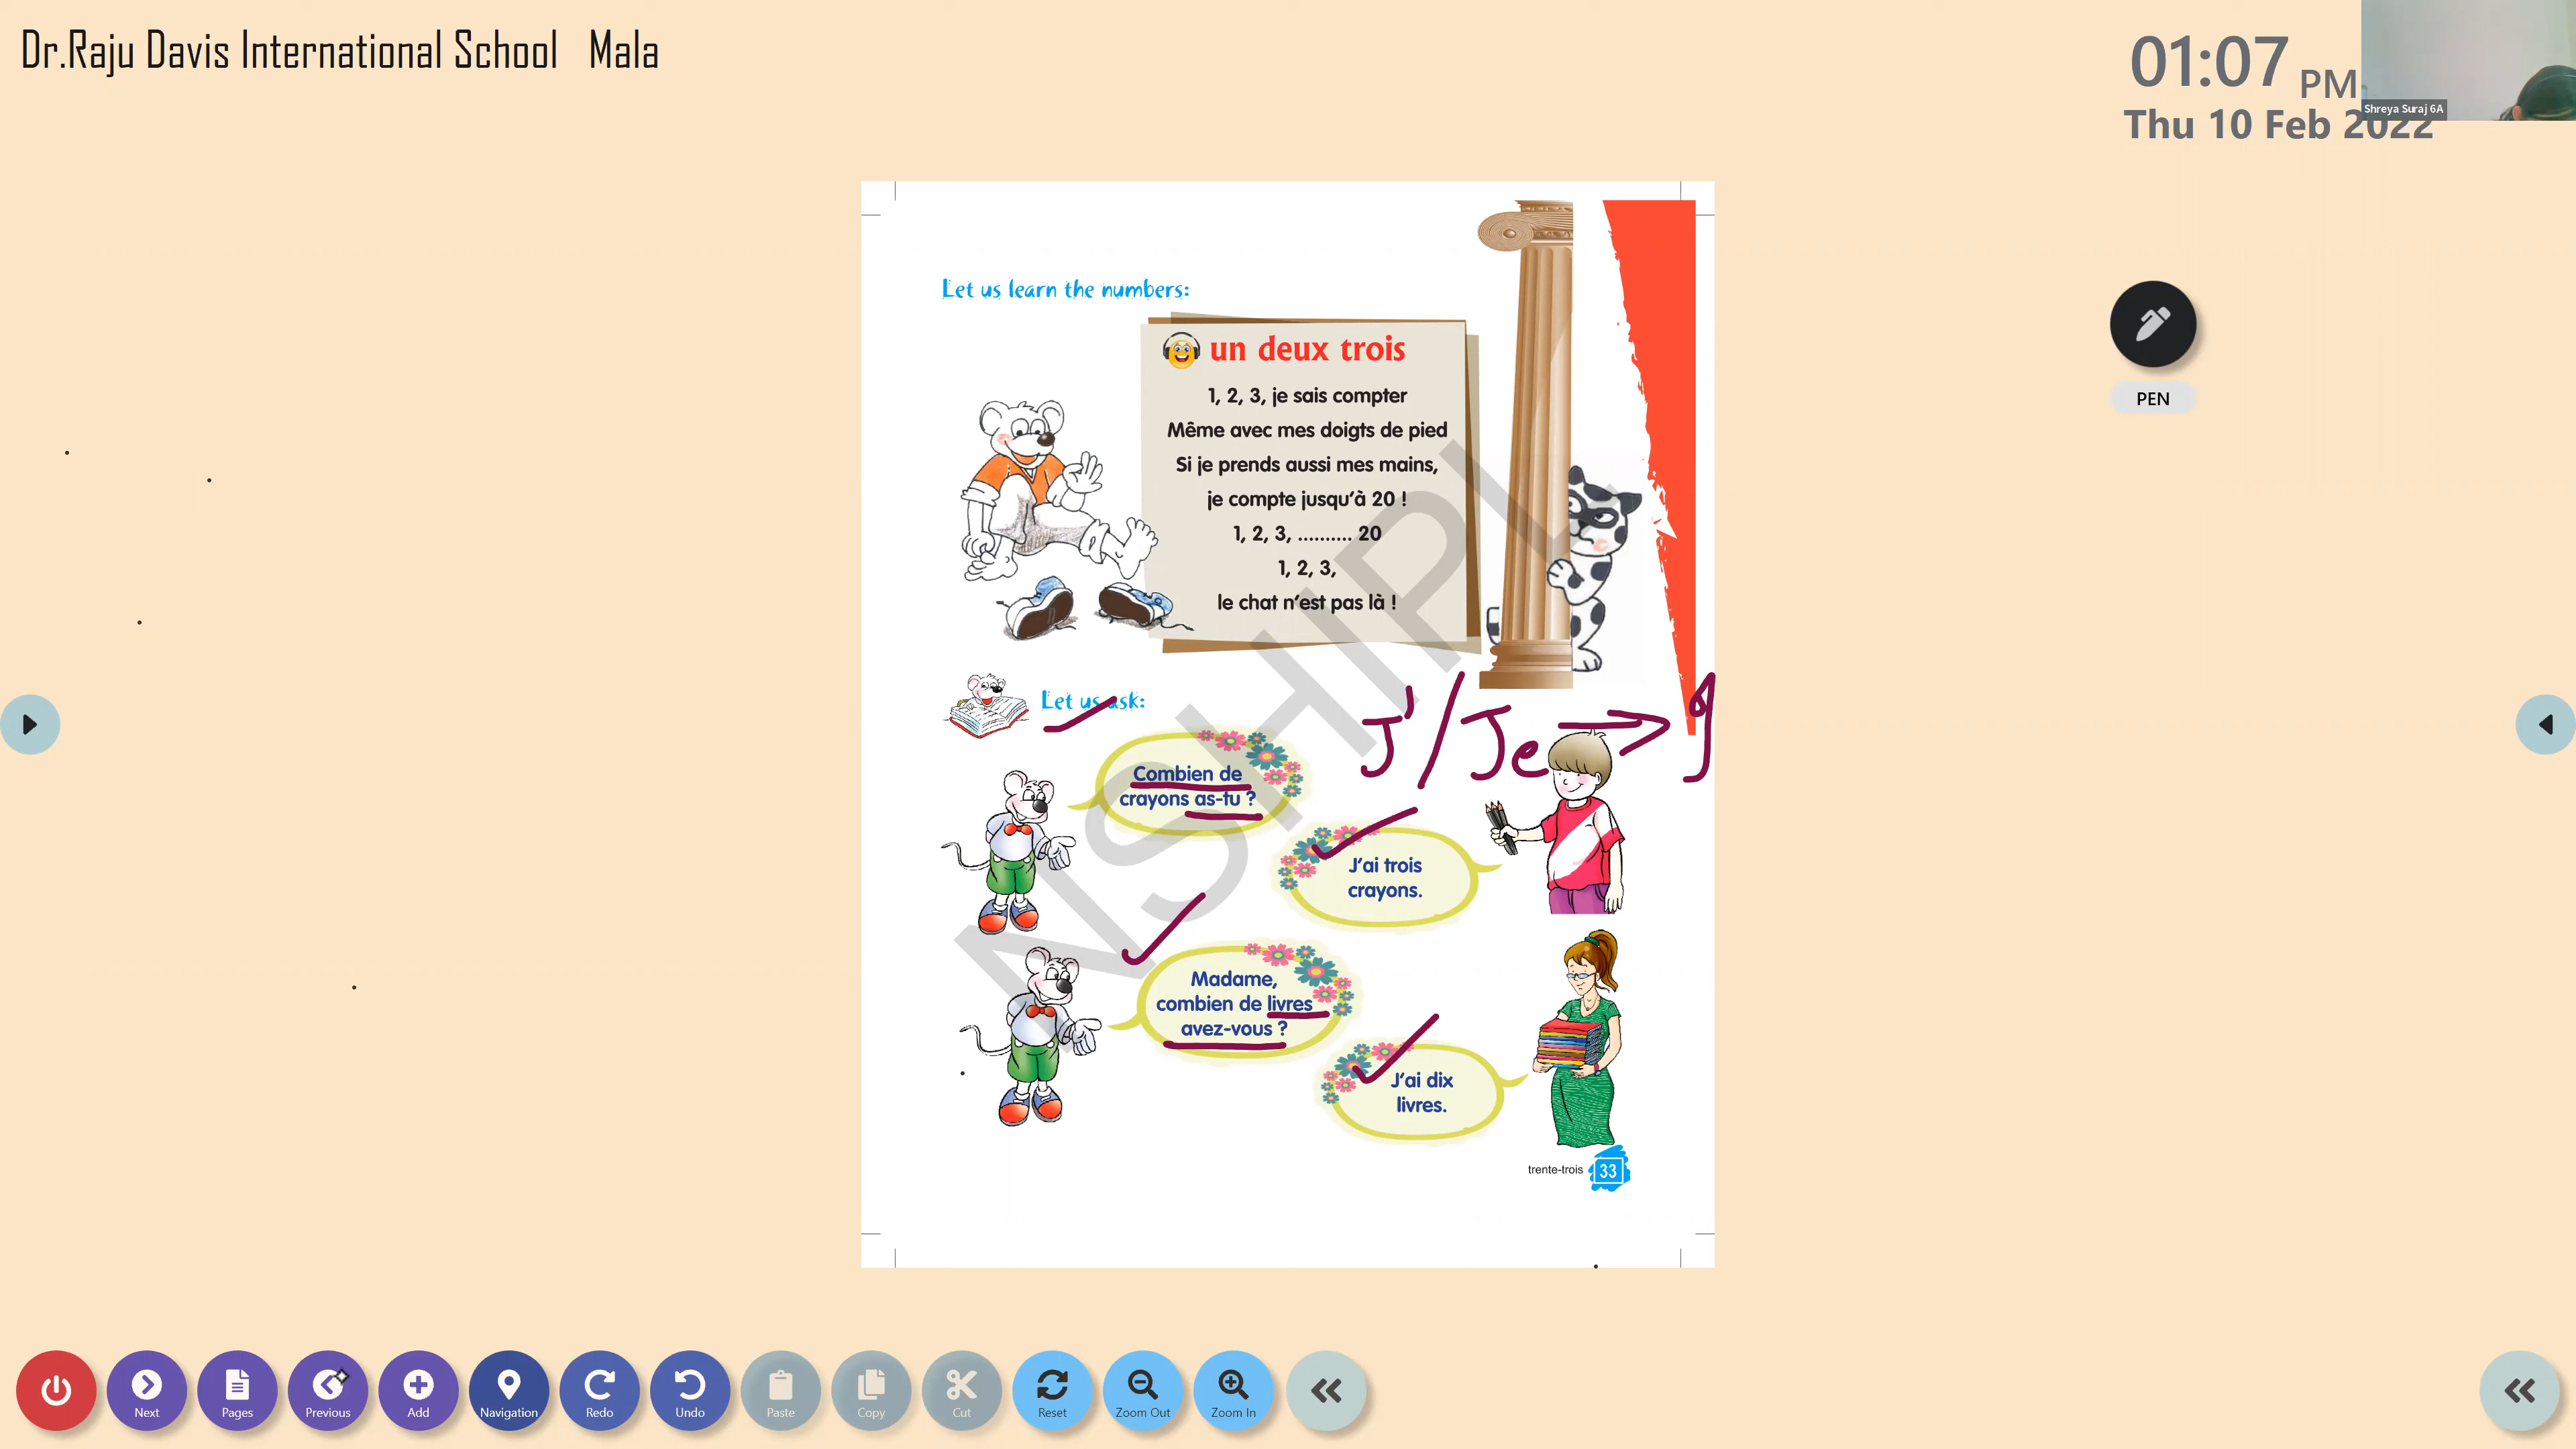 Dr.Raju Davis International School Mala
01:07 PM
Thu 10 Feb 2022
Shreya Suraj 6A
PEN
Let us learn the numbers:
un deux trois
1, 2, 3, je sais compter
Même avec mes doigts de pied
Si je prends aussi mes mains,
je compte jusqu'à 20 !
1, 2, 3, .......... 20
1, 2, 3,
le chat n'est pas là !
Let us ask:
J'/Je → I
Combien de
crayons as-tu ?
J'ai trois
crayons.
Madame,
combien de livres
avez-vous ?
J'ai dix
livres.
NSHIPL
trente-trois 33
Next Pages Previous Add Navigation Redo Undo Paste Copy Cut Reset Zoom Out Zoom In